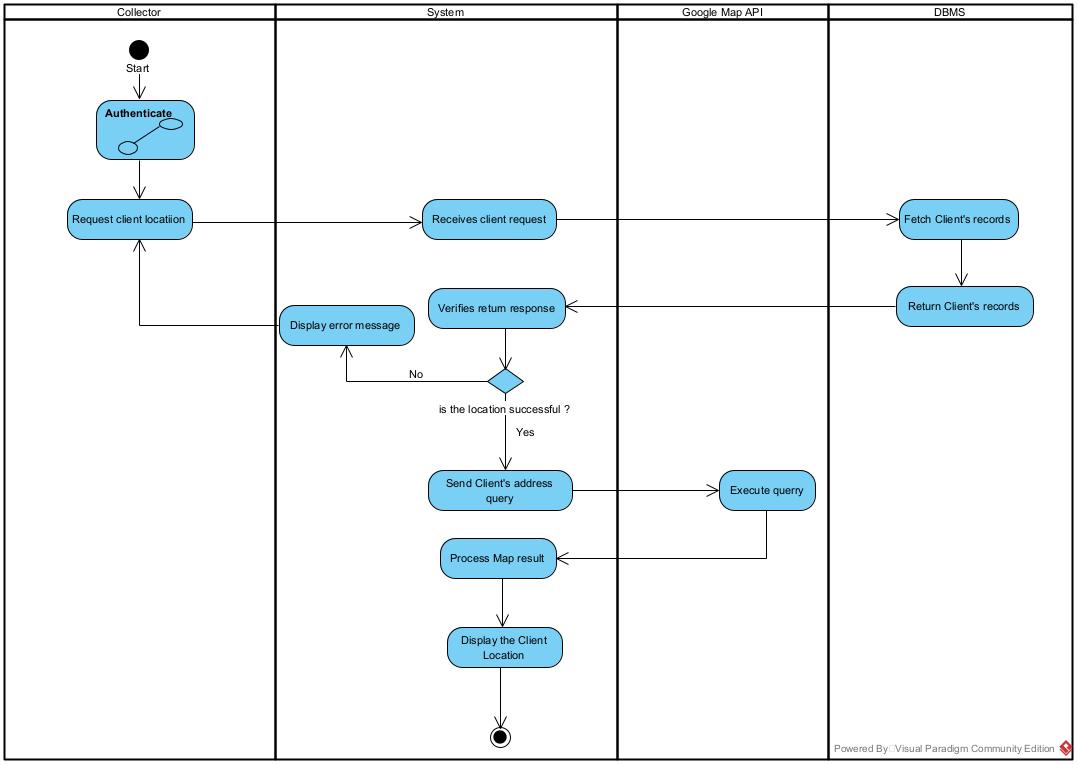 Collector
System
Google Map API
DBMS
Start
Authenticate
Request client locatiion
Receives client request
Fetch Client's records
Return Client's records
Verifies return response
Display error message
No
is the location successful ?
Yes
Send Client's address
query
Execute querry
Process Map result
Display the Client
Location
Powered By Visual Paradigm Community Edition